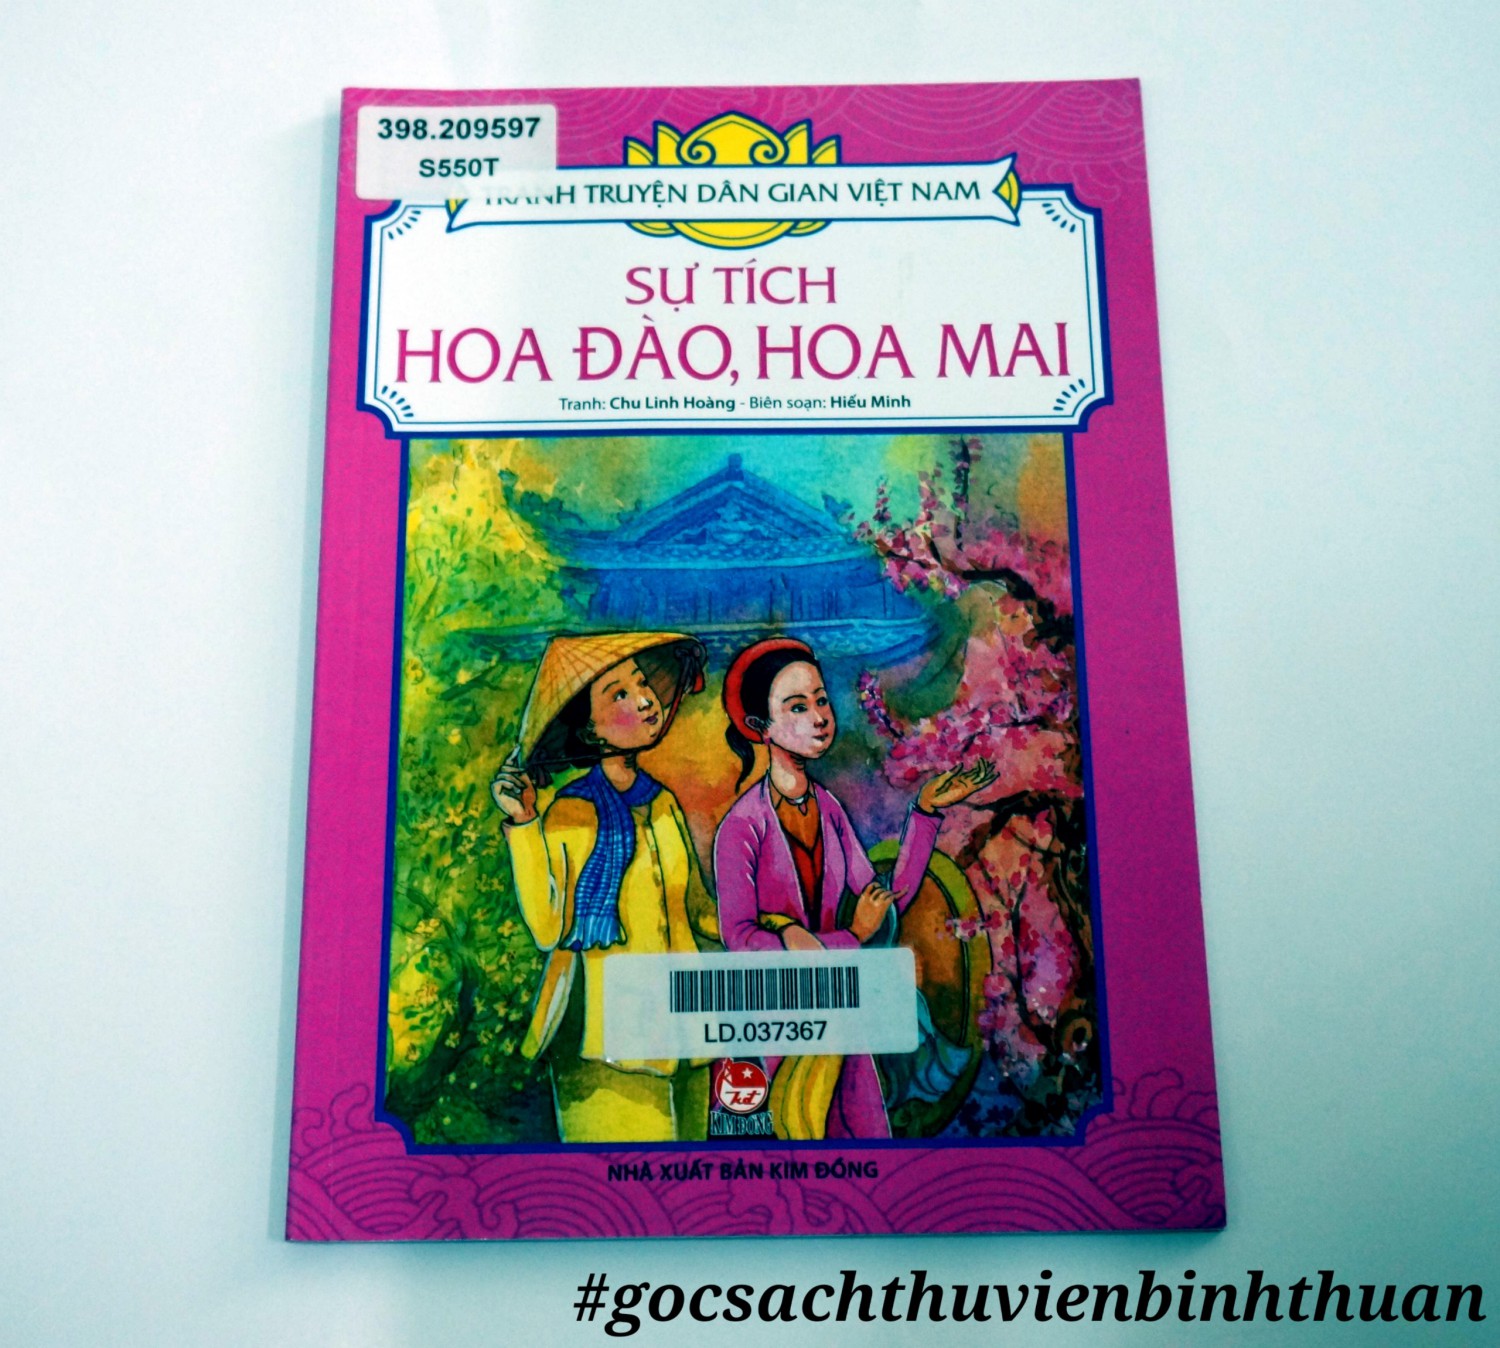 398.209597
S550T
TRANH TRUYỆN DÂN GIAN VIỆT NAM
SỰ TÍCH
HOA ĐÀO, HOA MAI
Tranh: Chu Linh Hoàng - Biên soạn: Hiếu Minh
LD.037367
KIM ĐỒNG
NHÀ XUẤT BẢN KIM ĐỒNG
#gocsachthuvienbinhthuan